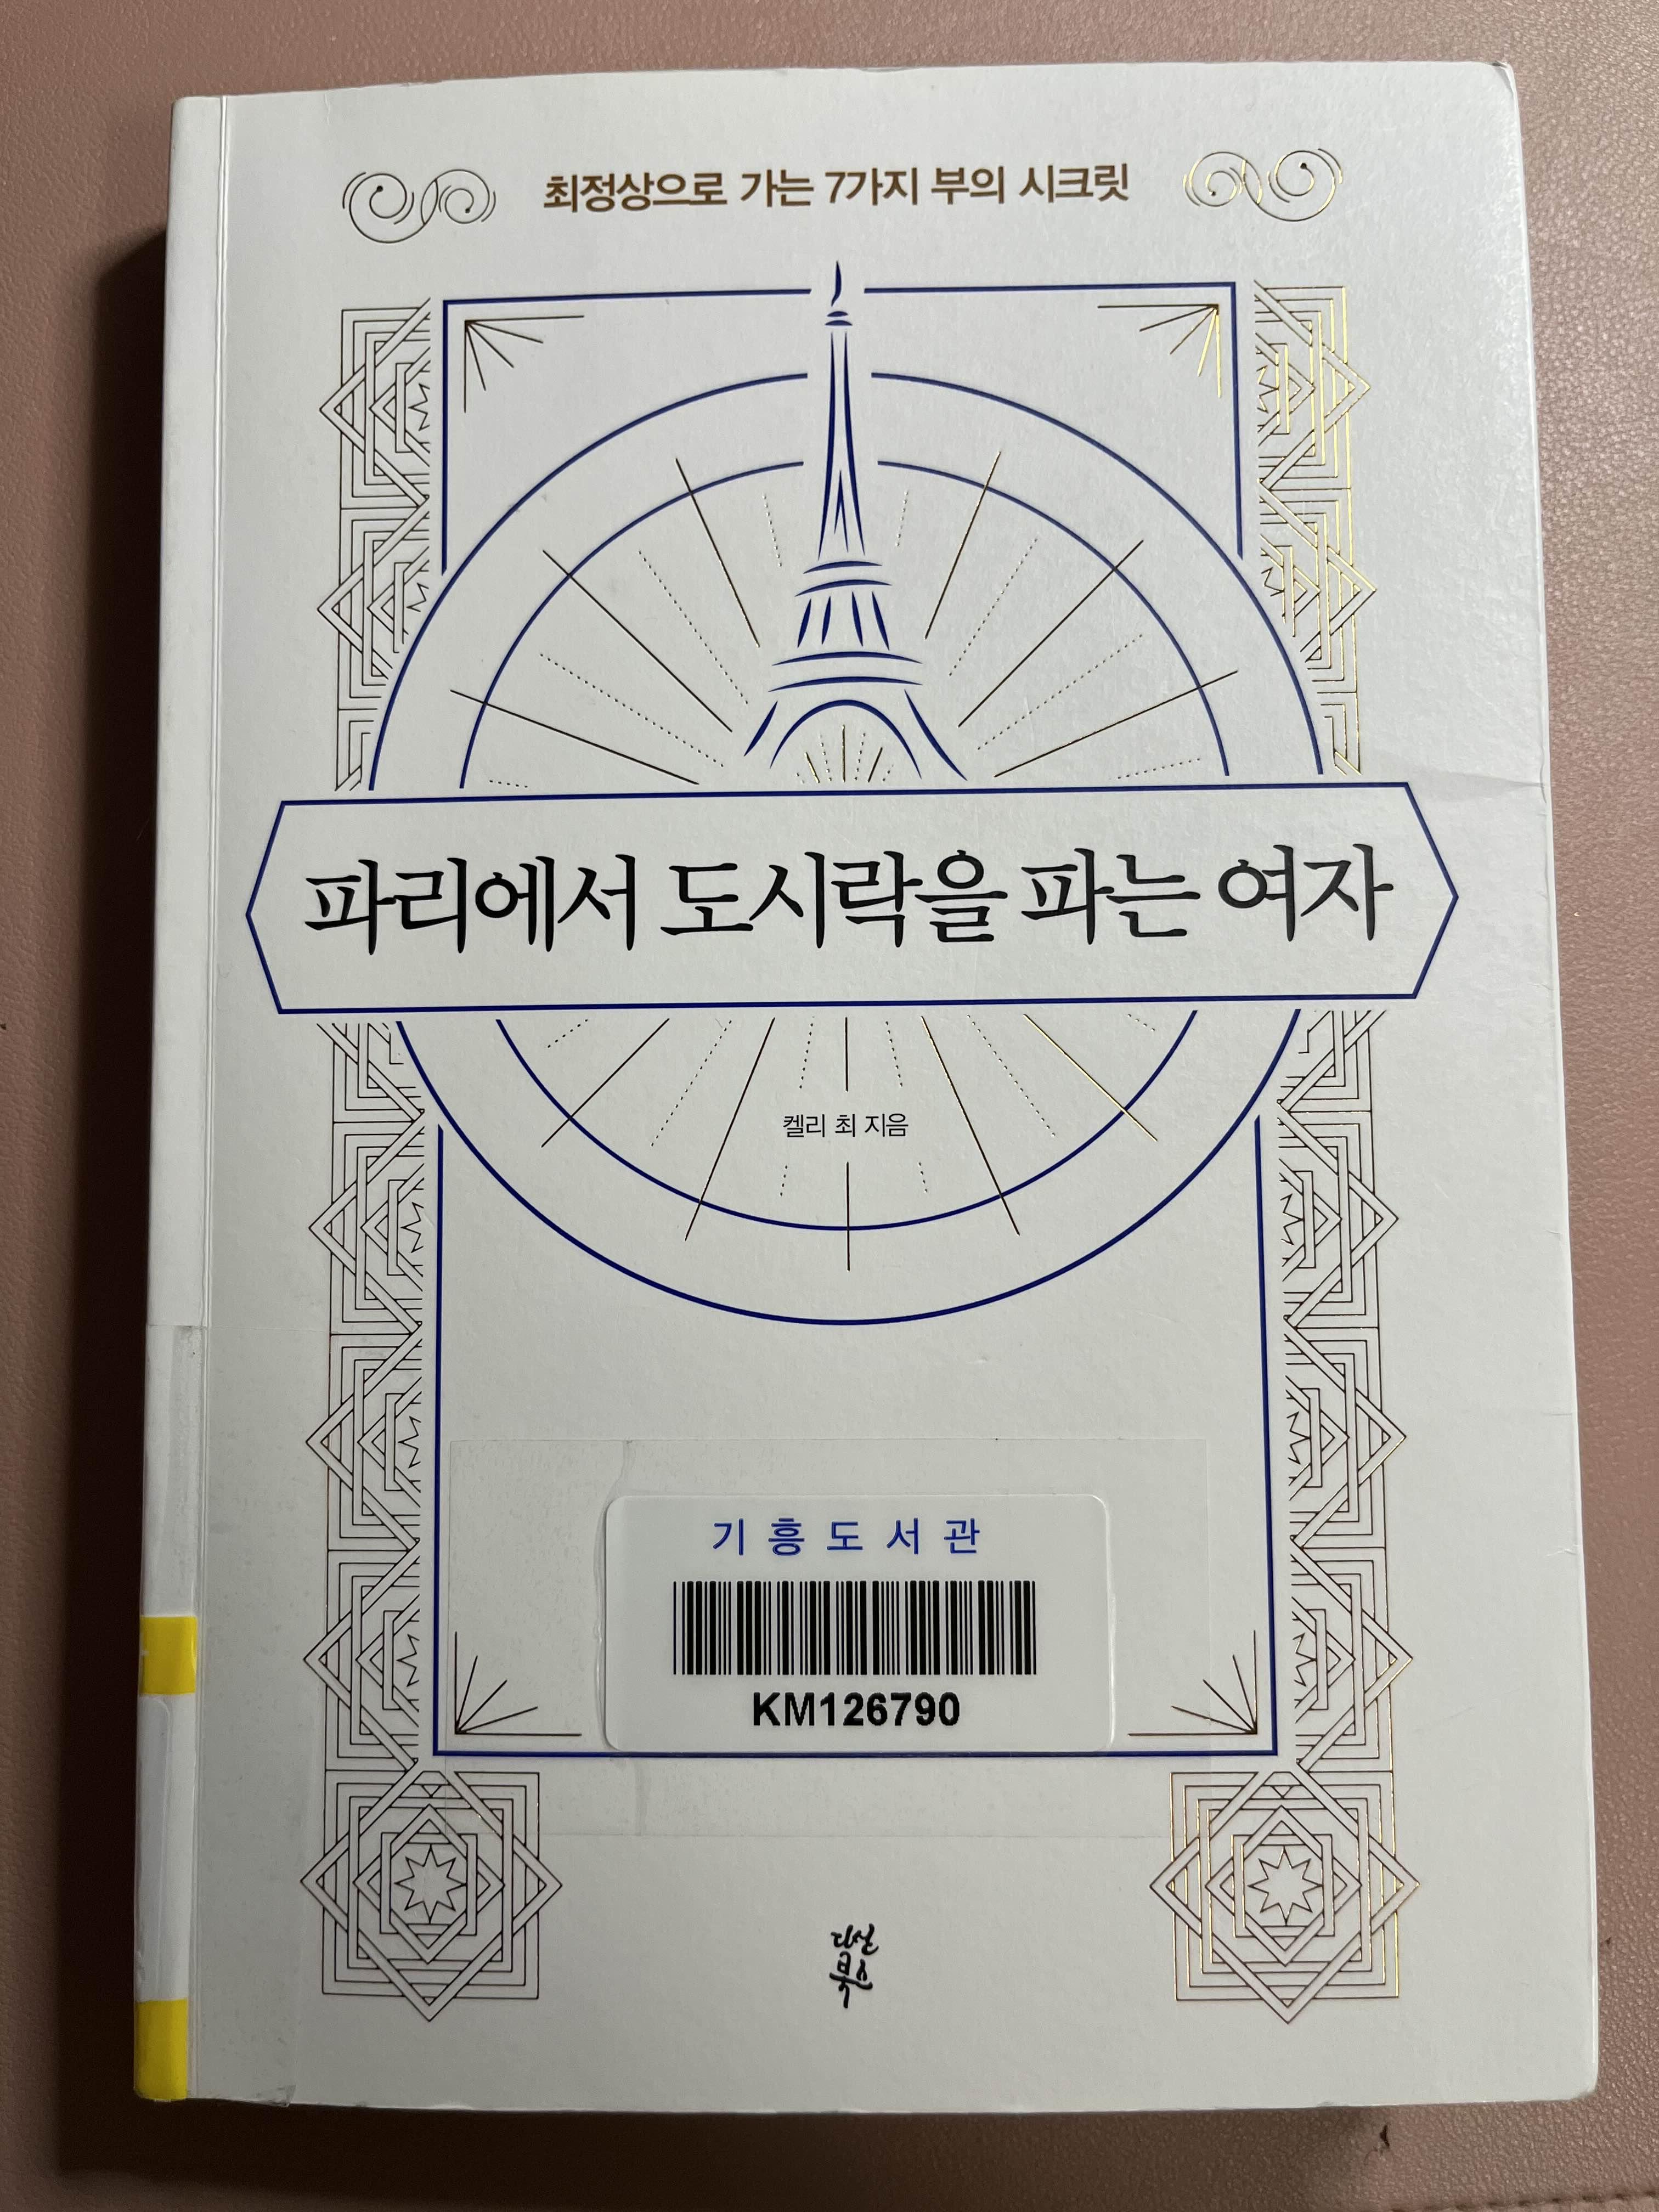 최정상으로 가는 7가지 부의 시크릿
파리에서 도시락을 파는 여자
켈리 최 지음
기흥도서관
KM126790
다산
북스